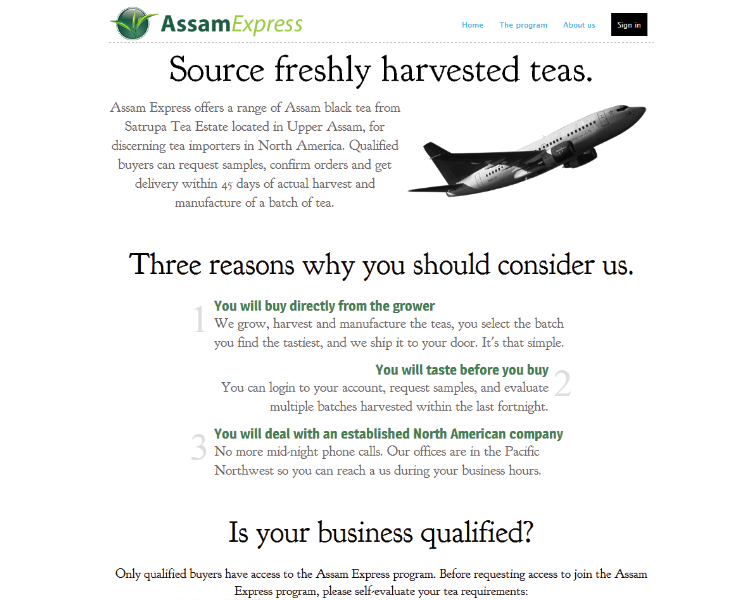 AssamExpress
Home The program About us Sign in
Source freshly harvested teas.
Assam Express offers a range of Assam black tea from
Satrupa Tea Estate located in Upper Assam, for
discerning tea importers in North America. Qualified
buyers can request samples, confirm orders and get
delivery within 45 days of actual harvest and
manufacture of a batch of tea.
Three reasons why you should consider us.
1
You will buy directly from the grower
We grow, harvest and manufacture the teas, you select the batch
you find the tastiest, and we ship it to your door. It's that simple.
2
You will taste before you buy
You can login to your account, request samples, and evaluate
multiple batches harvested within the last fortnight.
3
You will deal with an established North American company
No more mid-night phone calls. Our offices are in the Pacific
Northwest so you can reach a us during your business hours.
Is your business qualified?
Only qualified buyers have access to the Assam Express program. Before requesting access to join the Assam
Express program, please self-evaluate your tea requirements: